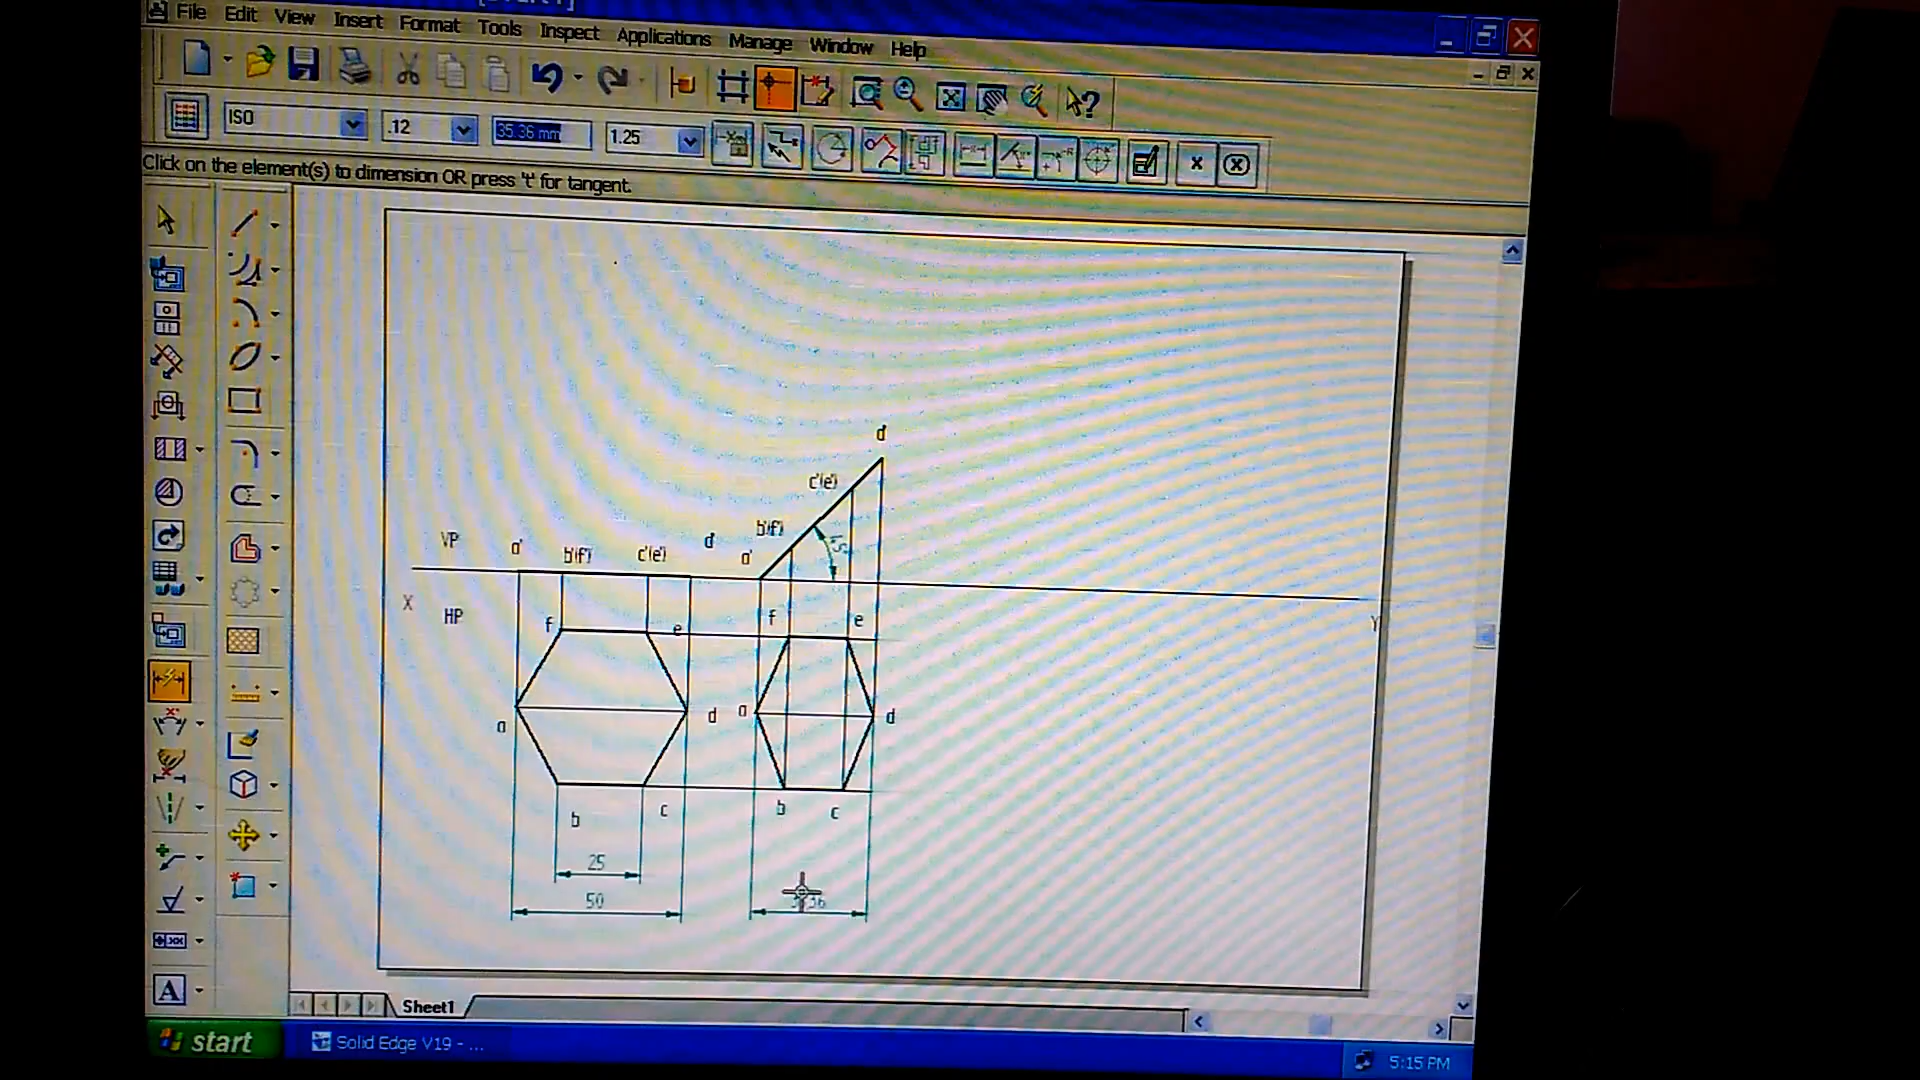 File Edit View Insert Format Tools Inspect Applications Manage Window Help
ISO .12 35.36 mm 1.25
Click on the element(s) to dimension OR press 't' for tangent.
d'
c'(e')
b'(f')
45°
VP a' b'(f') c'(e') d' a'
X HP f e f e Y
a d a d
b c b c
25
50
Sheet1
start Solid Edge V19 - ... 5:15 PM